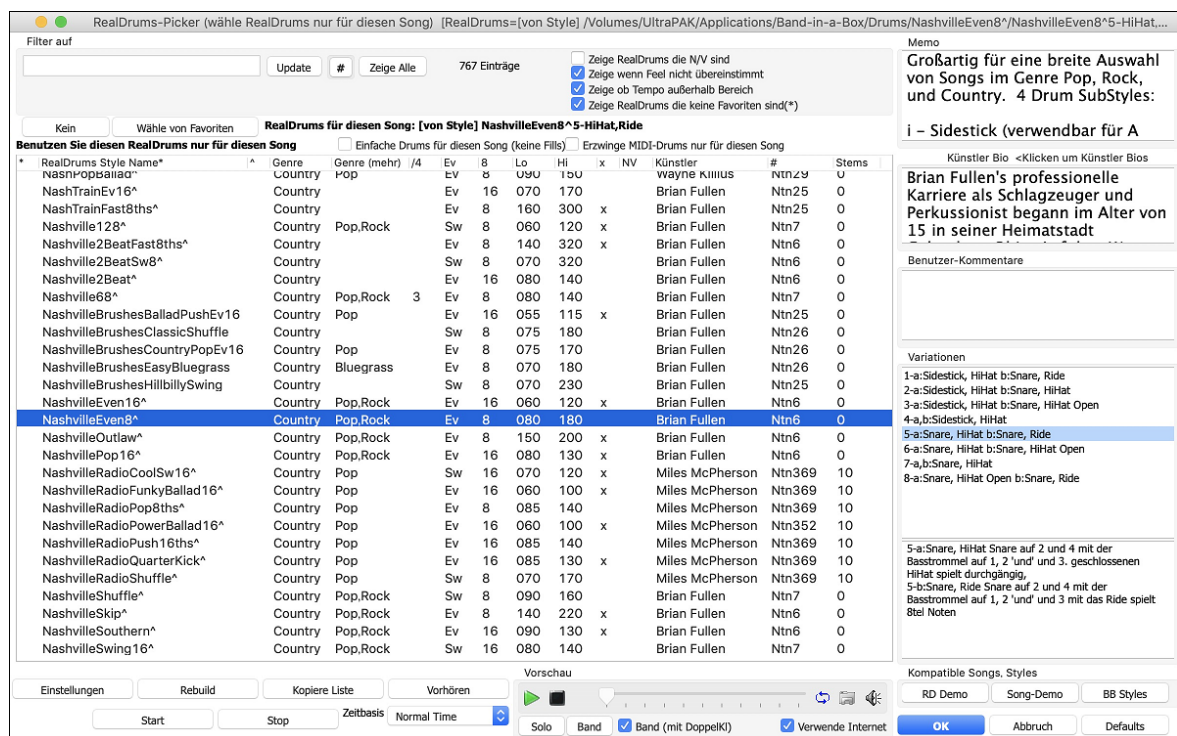 RealDrums-Picker (wähle RealDrums nur für diesen Song) [RealDrums=[von Style] /Volumes/UltraPAK/Applications/Band-in-a-Box/Drums/NashvilleEven8^/NashvilleEven8^5-HiHat,...
Filter auf
Update # Zeige Alle 767 Einträge
Zeige RealDrums die N/V sind
Zeige wenn Feel nicht übereinstimmt
Zeige ob Tempo außerhalb Bereich
Zeige RealDrums die keine Favoriten sind(*)
Kein Wähle von Favoriten RealDrums für diesen Song: [von Style] NashvilleEven8^5-HiHat,Ride
Benutzen Sie diesen RealDrums nur für diesen Song Einfache Drums für diesen Song (keine Fills) Erzwinge MIDI-Drums nur für diesen Song
* RealDrums Style Name* ^ Genre Genre (mehr) /4 Ev 8 Lo Hi x NV Künstler # Stems
NashPopBallad^ Country Pop Ev 8 090 150 Wayne Killius Ntn29 0
NashTrainEv16^ Country Ev 16 070 170 Brian Fullen Ntn25 0
NashTrainFast8ths^ Country Ev 8 160 300 x Brian Fullen Ntn25 0
Nashville128^ Country Pop,Rock Sw 8 060 120 x Brian Fullen Ntn7 0
Nashville2BeatFast8ths^ Country Ev 8 140 320 x Brian Fullen Ntn6 0
Nashville2BeatSw8^ Country Sw 8 070 320 Brian Fullen Ntn6 0
Nashville2Beat^ Country Ev 16 080 140 Brian Fullen Ntn6 0
Nashville68^ Country Pop,Rock 3 Ev 8 080 140 Brian Fullen Ntn7 0
NashvilleBrushesBalladPushEv16 Country Pop Ev 16 055 115 x Brian Fullen Ntn25 0
NashvilleBrushesClassicShuffle Country Sw 8 075 180 Brian Fullen Ntn26 0
NashvilleBrushesCountryPopEv16 Country Pop Ev 16 075 170 Brian Fullen Ntn26 0
NashvilleBrushesEasyBluegrass Country Bluegrass Ev 8 070 180 Brian Fullen Ntn26 0
NashvilleBrushesHillbillySwing Country Sw 8 070 230 Brian Fullen Ntn25 0
NashvilleEven16^ Country Pop,Rock Ev 16 060 120 x Brian Fullen Ntn6 0
NashvilleEven8^ Country Pop,Rock Ev 8 080 180 Brian Fullen Ntn6 0
NashvilleOutlaw^ Country Pop,Rock Ev 8 150 200 x Brian Fullen Ntn6 0
NashvillePop16^ Country Pop,Rock Ev 16 080 130 x Brian Fullen Ntn6 0
NashvilleRadioCoolSw16^ Country Pop Sw 16 070 120 x Miles McPherson Ntn369 10
NashvilleRadioFunkyBallad16^ Country Pop Ev 16 060 100 x Miles McPherson Ntn369 10
NashvilleRadioPop8ths^ Country Pop Ev 8 085 140 Miles McPherson Ntn369 10
NashvilleRadioPowerBallad16^ Country Pop Ev 16 060 100 x Miles McPherson Ntn352 10
NashvilleRadioPush16ths^ Country Pop Ev 16 085 140 Miles McPherson Ntn369 10
NashvilleRadioQuarterKick^ Country Pop Ev 16 085 130 x Miles McPherson Ntn369 10
NashvilleRadioShuffle^ Country Pop Sw 8 070 170 Miles McPherson Ntn369 10
NashvilleShuffle^ Country Pop,Rock Sw 8 090 160 Brian Fullen Ntn7 0
NashvilleSkip^ Country Pop,Rock Ev 8 140 220 x Brian Fullen Ntn6 0
NashvilleSouthern^ Country Pop,Rock Ev 16 090 130 x Brian Fullen Ntn6 0
NashvilleSwing16^ Country Pop,Rock Sw 16 080 140 Brian Fullen Ntn7 0
Einstellungen Rebuild Kopiere Liste Vorhören
Start Stop Zeitbasis Normal Time
Vorschau
Solo Band Band (mit DoppelKl) Verwende Internet
Memo
Großartig für eine breite Auswahl
von Songs im Genre Pop, Rock,
und Country. 4 Drum SubStyles:
i – Sidestick (verwendbar für A
Künstler Bio <Klicken um Künstler Bios
Brian Fullen's professionelle
Karriere als Schlagzeuger und
Perkussionist begann im Alter von
15 in seiner Heimatstadt
Benutzer-Kommentare
Variationen
1-a:Sidestick, HiHat b:Snare, Ride
2-a:Sidestick, HiHat b:Snare, HiHat
3-a:Sidestick, HiHat b:Snare, HiHat Open
4-a,b:Sidestick, HiHat
5-a:Snare, HiHat b:Snare, Ride
6-a:Snare, HiHat b:Snare, HiHat Open
7-a,b:Snare, HiHat
8-a:Snare, HiHat Open b:Snare, Ride
5-a:Snare, HiHat Snare auf 2 und 4 mit der
Basstrommel auf 1, 2 'und' und 3. geschlossenen
HiHat spielt durchgängig,
5-b:Snare, Ride Snare auf 2 und 4 mit der
Basstrommel auf 1, 2 'und' und 3 mit das Ride spielt
8tel Noten
Kompatible Songs, Styles
RD Demo Song-Demo BB Styles
OK Abbruch Defaults